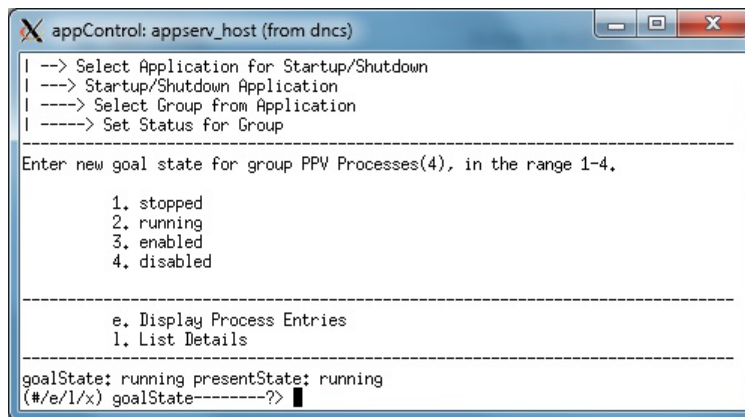 appControl: appserv_host (from dncs)
| --> Select Application for Startup/Shutdown
| ---> Startup/Shutdown Application
| ----> Select Group from Application
| -----> Set Status for Group
Enter new goal state for group PPV Processes(4), in the range 1-4.
1. stopped
2. running
3. enabled
4. disabled
e. Display Process Entries
l. List Details
goalState: running presentState: running
(#/e/l/x) goalState--------?>